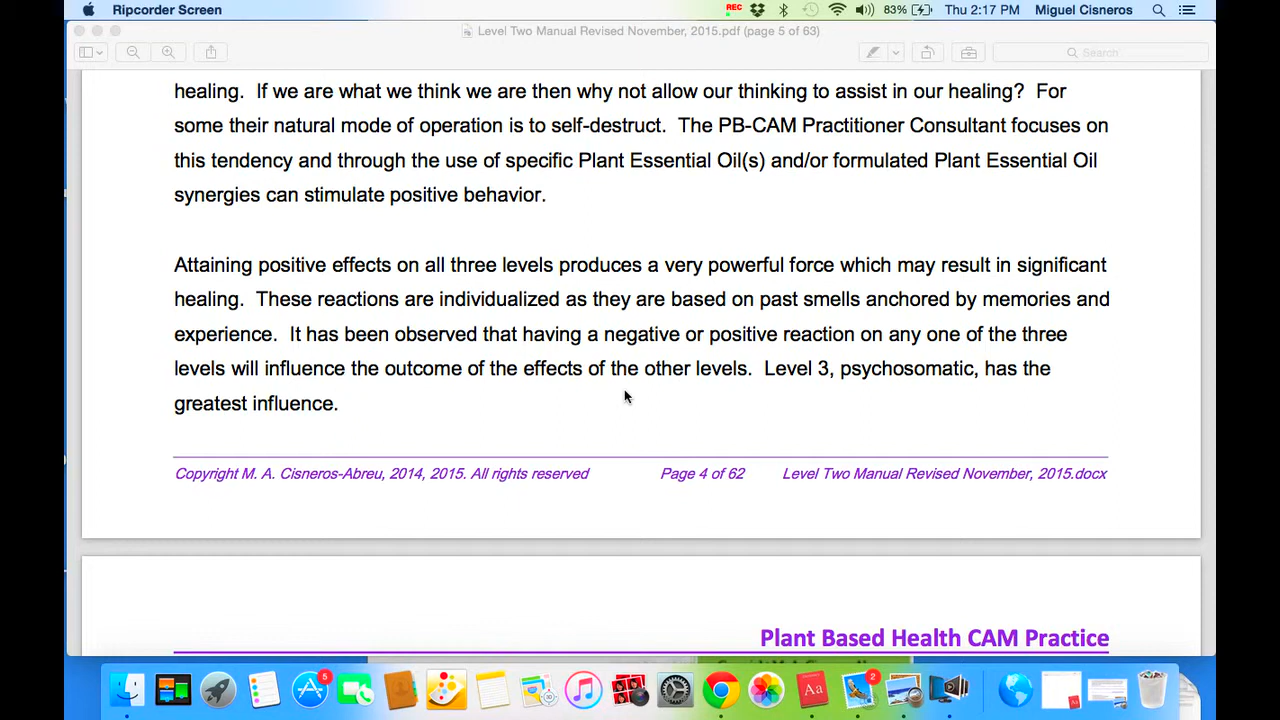 Ripcorder Screen
REC
83%
Thu 2:17 PM
Miguel Cisneros
Level Two Manual Revised November, 2015.pdf (page 5 of 63)
Search
healing. If we are what we think we are then why not allow our thinking to assist in our healing? For
some their natural mode of operation is to self-destruct. The PB-CAM Practitioner Consultant focuses on
this tendency and through the use of specific Plant Essential Oil(s) and/or formulated Plant Essential Oil
synergies can stimulate positive behavior.
Attaining positive effects on all three levels produces a very powerful force which may result in significant
healing. These reactions are individualized as they are based on past smells anchored by memories and
experience. It has been observed that having a negative or positive reaction on any one of the three
levels will influence the outcome of the effects of the other levels. Level 3, psychosomatic, has the
greatest influence.
Copyright M. A. Cisneros-Abreu, 2014, 2015. All rights reserved Page 4 of 62 Level Two Manual Revised November, 2015.docx
Plant Based Health CAM Practice
5
Aa
2